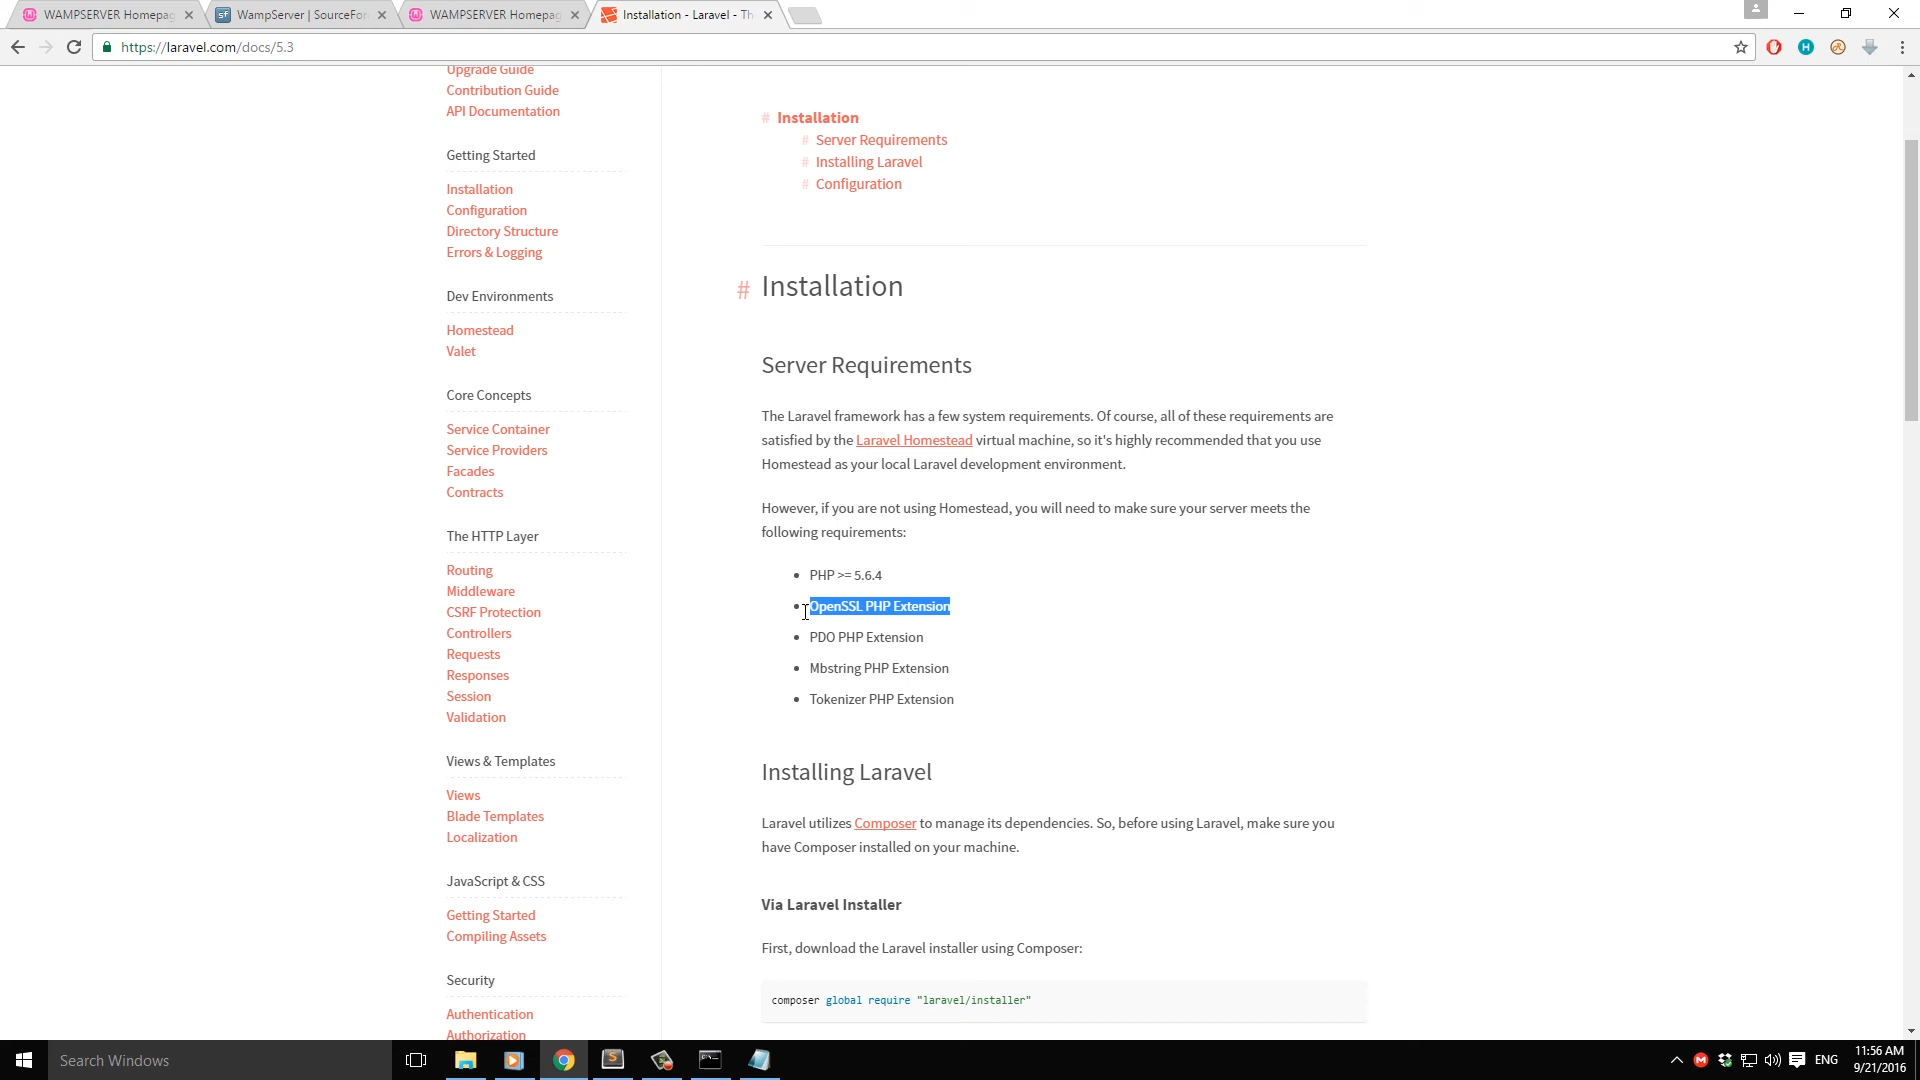 WAMPSERVER Homepag
WampServer | SourceFor
WAMPSERVER Homepag
Installation - Laravel - Th
https://laravel.com/docs/5.3
Upgrade Guide
Contribution Guide
API Documentation
Getting Started
Installation
Configuration
Directory Structure
Errors & Logging
Dev Environments
Homestead
Valet
Core Concepts
Service Container
Service Providers
Facades
Contracts
The HTTP Layer
Routing
Middleware
CSRF Protection
Controllers
Requests
Responses
Session
Validation
Views & Templates
Views
Blade Templates
Localization
JavaScript & CSS
Getting Started
Compiling Assets
Security
Authentication
Authorization
# Installation
# Server Requirements
# Installing Laravel
# Configuration
# Installation
Server Requirements
The Laravel framework has a few system requirements. Of course, all of these requirements are
satisfied by the Laravel Homestead virtual machine, so it's highly recommended that you use
Homestead as your local Laravel development environment.
However, if you are not using Homestead, you will need to make sure your server meets the
following requirements:
• PHP >= 5.6.4
• OpenSSL PHP Extension
• PDO PHP Extension
• Mbstring PHP Extension
• Tokenizer PHP Extension
Installing Laravel
Laravel utilizes Composer to manage its dependencies. So, before using Laravel, make sure you
have Composer installed on your machine.
Via Laravel Installer
First, download the Laravel installer using Composer:
composer global require "laravel/installer"
Search Windows
ENG
11:56 AM
9/21/2016